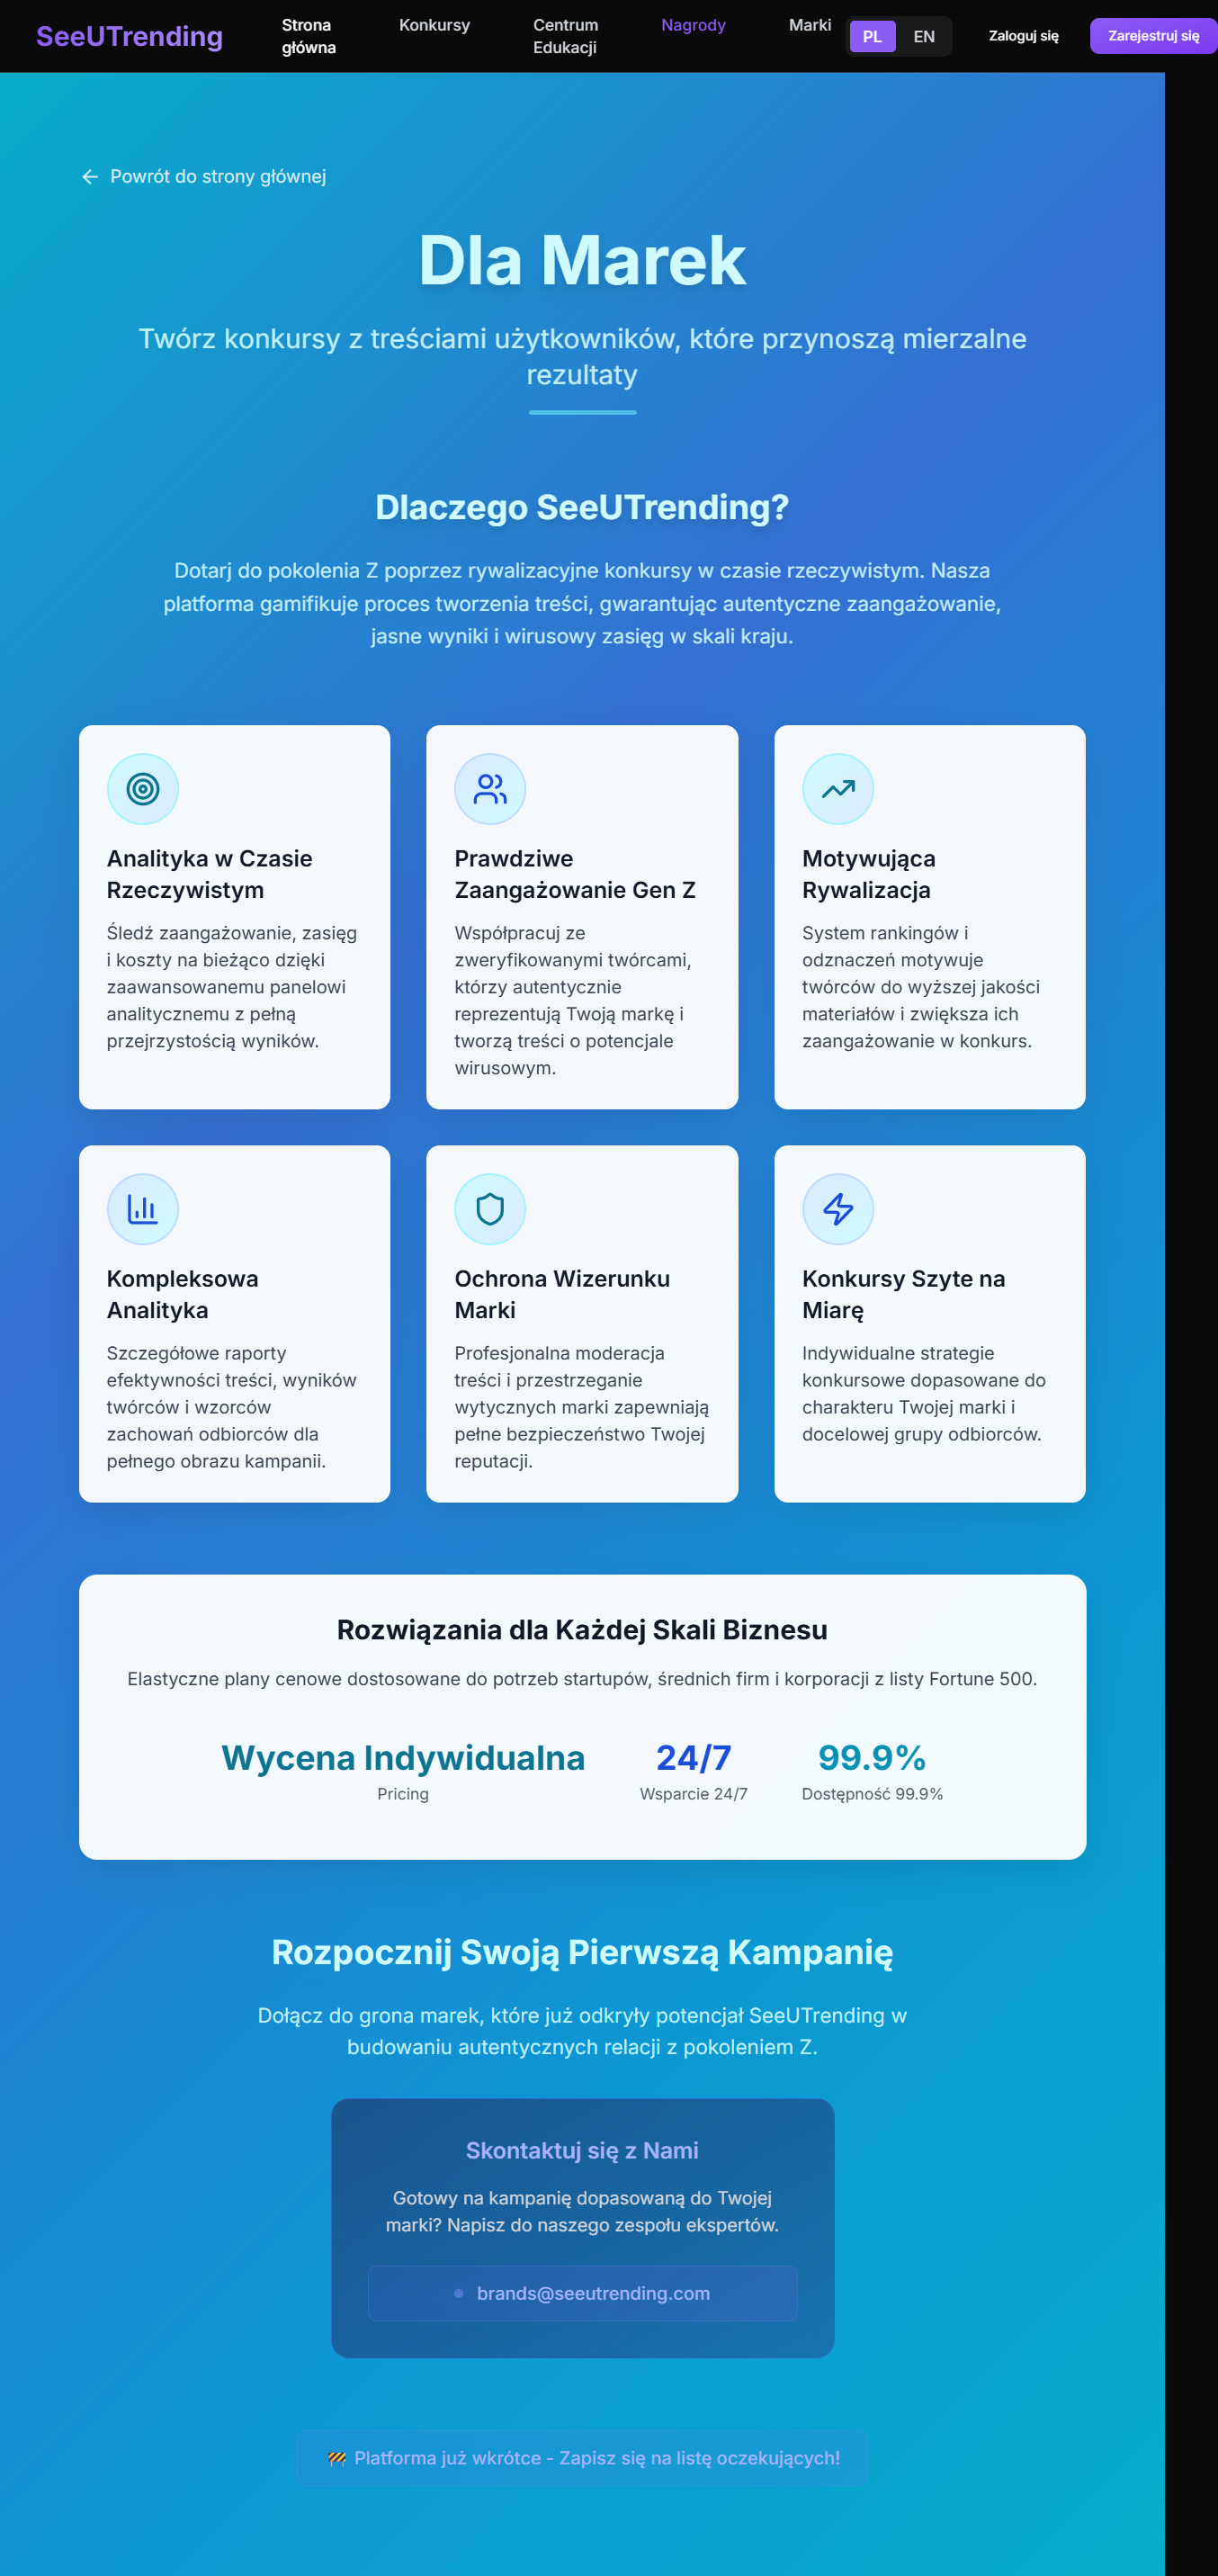 SeeUTrending
Strona
główna
Konkursy
Centrum
Edukacji
Nagrody
Marki
PL
EN
Zaloguj się
Zarejestruj się
Powrót do strony głównej
Dla Marek
Twórz konkursy z treściami użytkowników, które przynoszą mierzalne
rezultaty
Dlaczego SeeUTrending?
Dotarj do pokolenia Z poprzez rywalizacyjne konkursy w czasie rzeczywistym. Nasza
platforma gamifikuje proces tworzenia treści, gwarantując autentyczne zaangażowanie,
jasne wyniki i wirusowy zasięg w skali kraju.
Analityka w Czasie
Rzeczywistym
Śledź zaangażowanie, zasięg
i koszty na bieżąco dzięki
zaawansowanemu panelowi
analitycznemu z pełną
przejrzystością wyników.
Prawdziwe
Zaangażowanie Gen Z
Współpracuj ze
zweryfikowanymi twórcami,
którzy autentycznie
reprezentują Twoją markę i
tworzą treści o potencjale
wirusowym.
Motywująca
Rywalizacja
System rankingów i
odznaczeń motywuje
twórców do wyższej jakości
materiałów i zwiększa ich
zaangażowanie w konkurs.
Kompleksowa
Analityka
Szczegółowe raporty
efektywności treści, wyników
twórców i wzorców
zachowań odbiorców dla
pełnego obrazu kampanii.
Ochrona Wizerunku
Marki
Profesjonalna moderacja
treści i przestrzeganie
wytycznych marki zapewniają
pełne bezpieczeństwo Twojej
reputacji.
Konkursy Szyte na
Miarę
Indywidualne strategie
konkursowe dopasowane do
charakteru Twojej marki i
docelowej grupy odbiorców.
Rozwiązania dla Każdej Skali Biznesu
Elastyczne plany cenowe dostosowane do potrzeb startupów, średnich firm i korporacji z listy Fortune 500.
Wycena Indywidualna
Pricing
24/7
Wsparcie 24/7
99.9%
Dostępność 99.9%
Rozpocznij Swoją Pierwszą Kampanię
Dołącz do grona marek, które już odkryły potencjał SeeUTrending w
budowaniu autentycznych relacji z pokoleniem Z.
Skontaktuj się z Nami
Gotowy na kampanię dopasowaną do Twojej
marki? Napisz do naszego zespołu ekspertów.
brands@seeutrending.com
🚧 Platforma już wkrótce - Zapisz się na listę oczekujących!